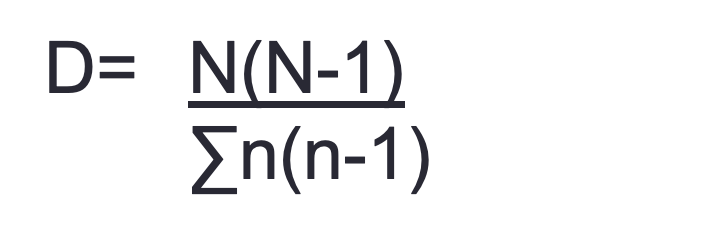 D= N(N-1)
∑n(n-1)